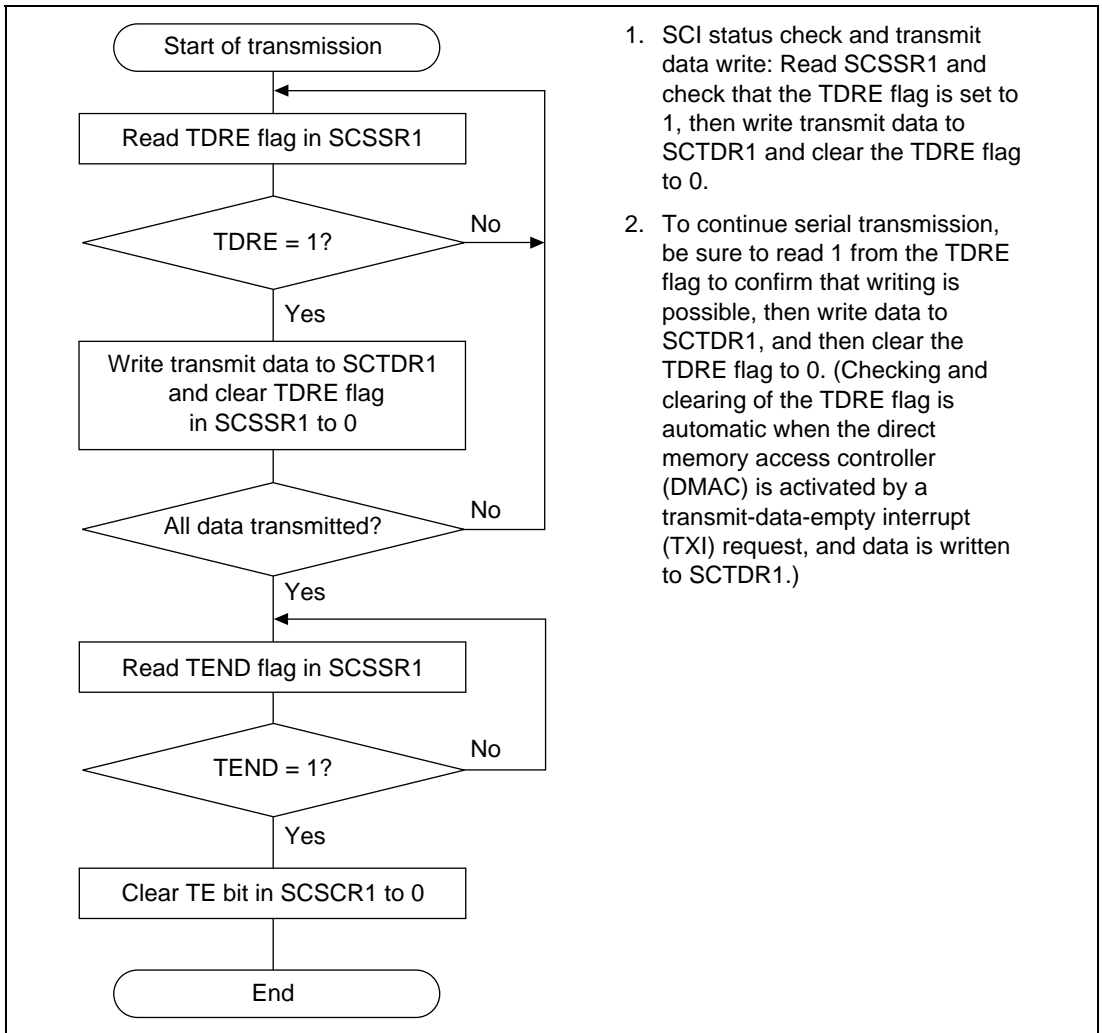 Start of transmission
Read TDRE flag in SCSSR1
TDRE = 1?
No
Yes
Write transmit data to SCTDR1
and clear TDRE flag
in SCSSR1 to 0
All data transmitted?
No
Yes
Read TEND flag in SCSSR1
TEND = 1?
No
Yes
Clear TE bit in SCSCR1 to 0
End
1. SCI status check and transmit
data write: Read SCSSR1 and
check that the TDRE flag is set to
1, then write transmit data to
SCTDR1 and clear the TDRE flag
to 0.
2. To continue serial transmission,
be sure to read 1 from the TDRE
flag to confirm that writing is
possible, then write data to
SCTDR1, and then clear the
TDRE flag to 0. (Checking and
clearing of the TDRE flag is
automatic when the direct
memory access controller
(DMAC) is activated by a
transmit-data-empty interrupt
(TXI) request, and data is written
to SCTDR1.)